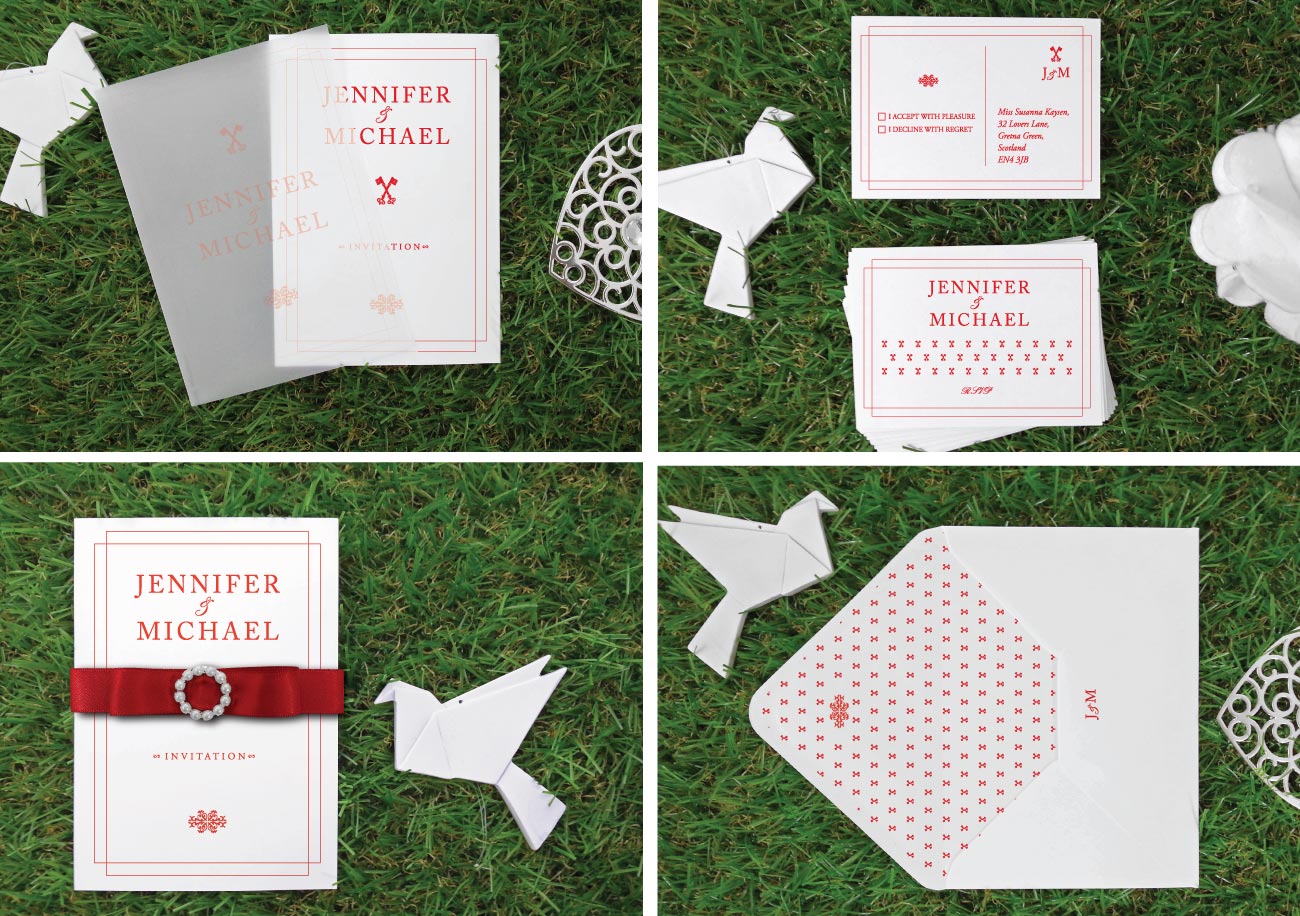 JENNIFER
&
MICHAEL
JENNIFER
&
MICHAEL
INVITATION
I ACCEPT WITH PLEASURE
I DECLINE WITH REGRET
J&M
Miss Susanna Kaysen,
32 Lovers Lane,
Gretna Green,
Scotland
EN4 3JB
JENNIFER
&
MICHAEL
RSVP
JENNIFER
&
MICHAEL
INVITATION
J&M